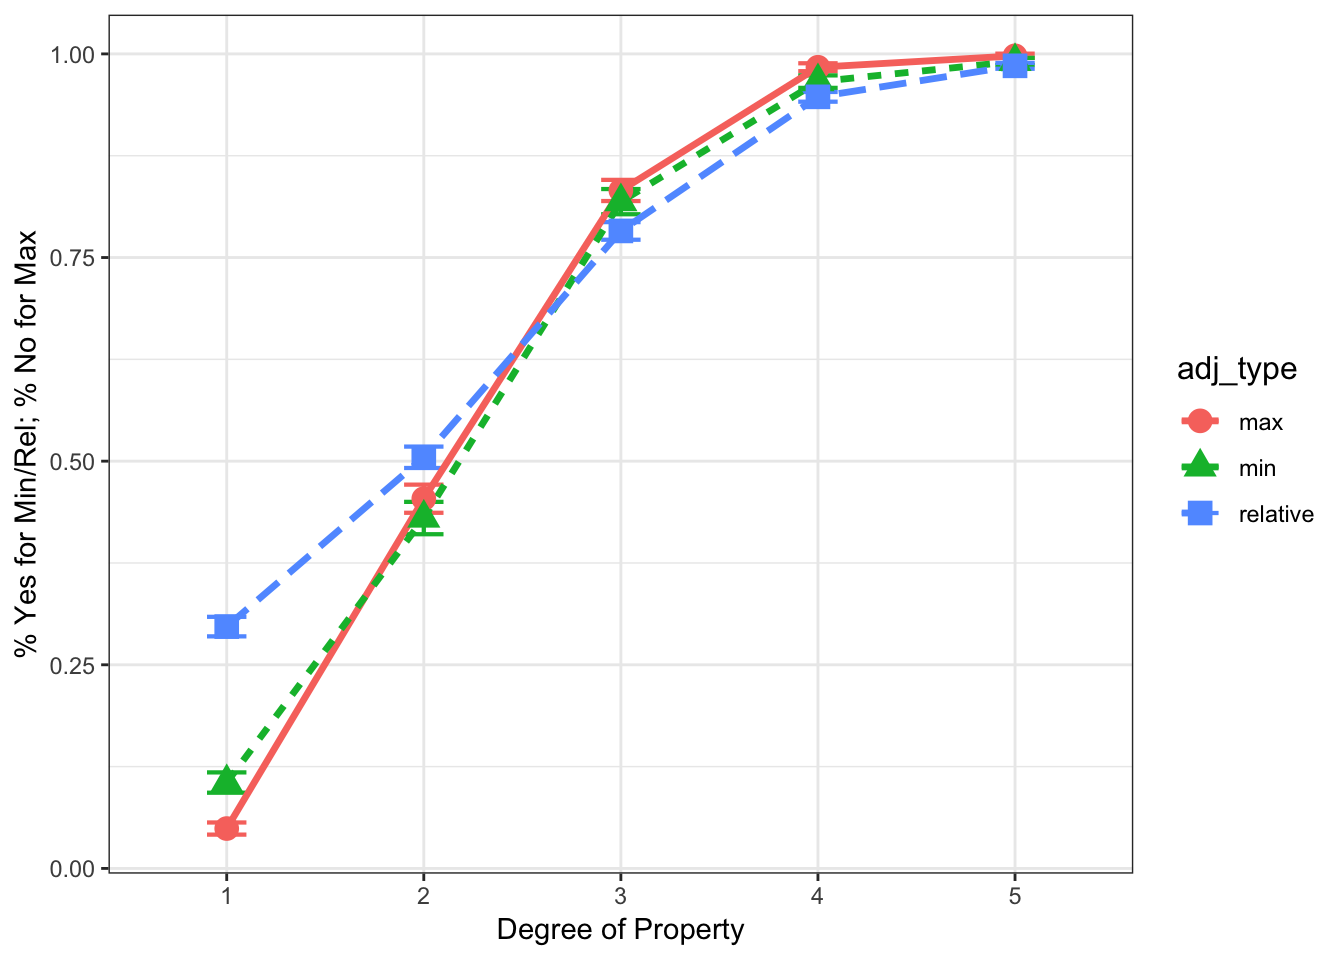 % Yes for Min/Rel; % No for Max
1.00
0.75
0.50
0.25
0.00
1 2 3 4 5
Degree of Property
adj_type
max
min
relative